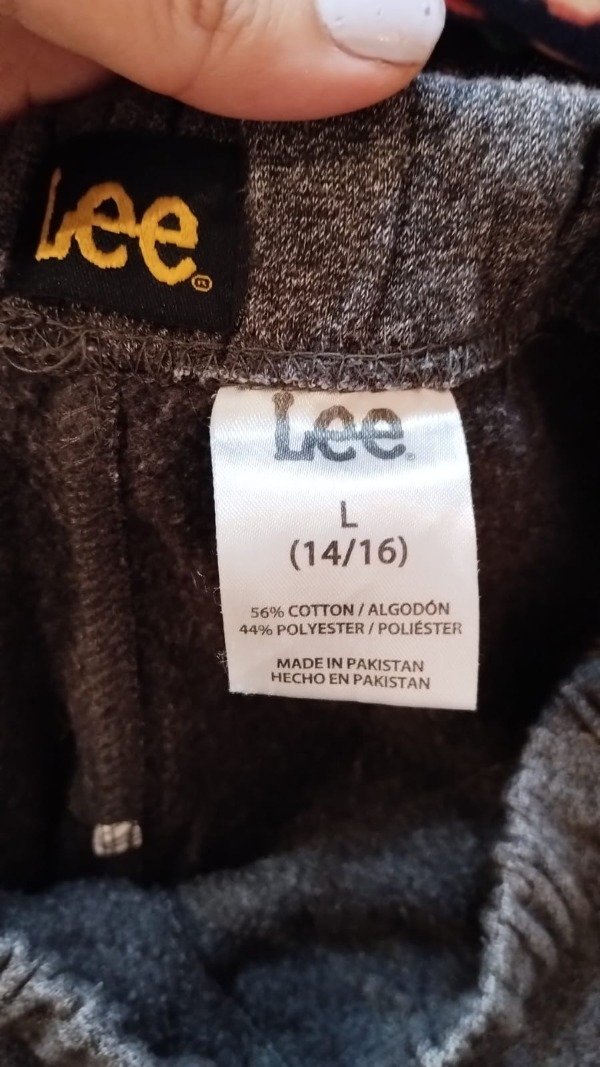 Lee®
Lee®
L
(14/16)
56% COTTON / ALGODÓN
44% POLYESTER / POLIÉSTER
MADE IN PAKISTAN
HECHO EN PAKISTAN